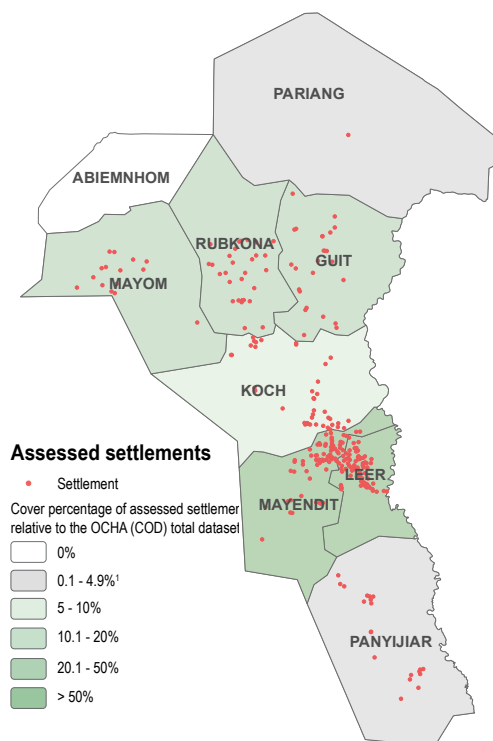 PARIANG
ABIEMNHOM
RUBKONA
GUIT
MAYOM
KOCH
Assessed settlements
Settlement
LEER
Cover percentage of assessed settlemer
relative to the OCHA (COD) total dataset
MAYENDIT
0%
0.1 - 4.9%¹
5 - 10%
10.1 - 20%
PANYIJIAR
20.1 - 50%
> 50%